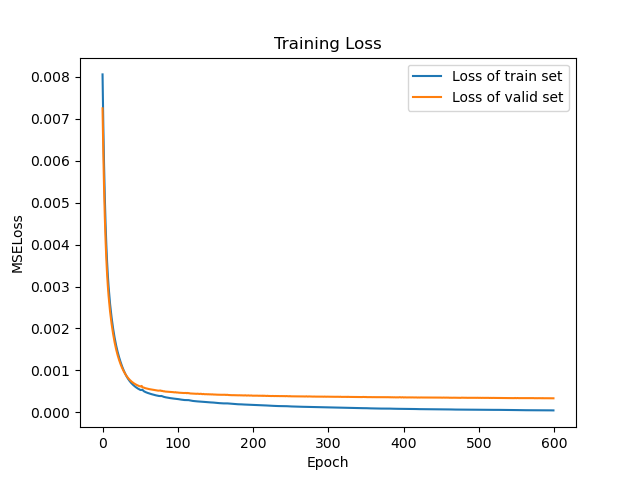 Training Loss
Loss of train set
Loss of valid set
0.008
0.007
0.006
0.005
0.004
0.003
0.002
0.001
0.000
MSELoss
0 100 200 300 400 500 600
Epoch